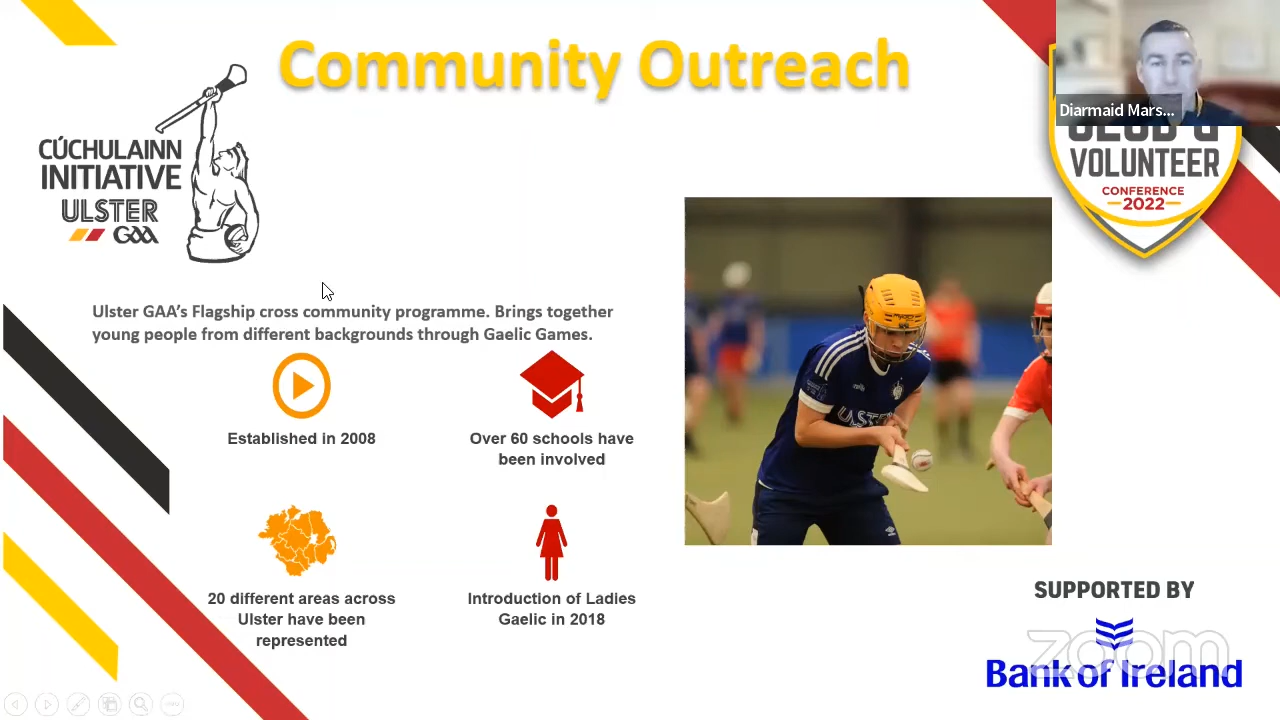 Community Outreach
Diarmaid Mars...
CÚCHULAINN
INITIATIVE
ULSTER
GAA
VOLUNTEER
CONFERENCE
2022
Ulster GAA's Flagship cross community programme. Brings together
young people from different backgrounds through Gaelic Games.
Established in 2008
Over 60 schools have
been involved
20 different areas across
Ulster have been
represented
Introduction of Ladies
Gaelic in 2018
ULSTER
SUPPORTED BY
zoom
Bank of Ireland